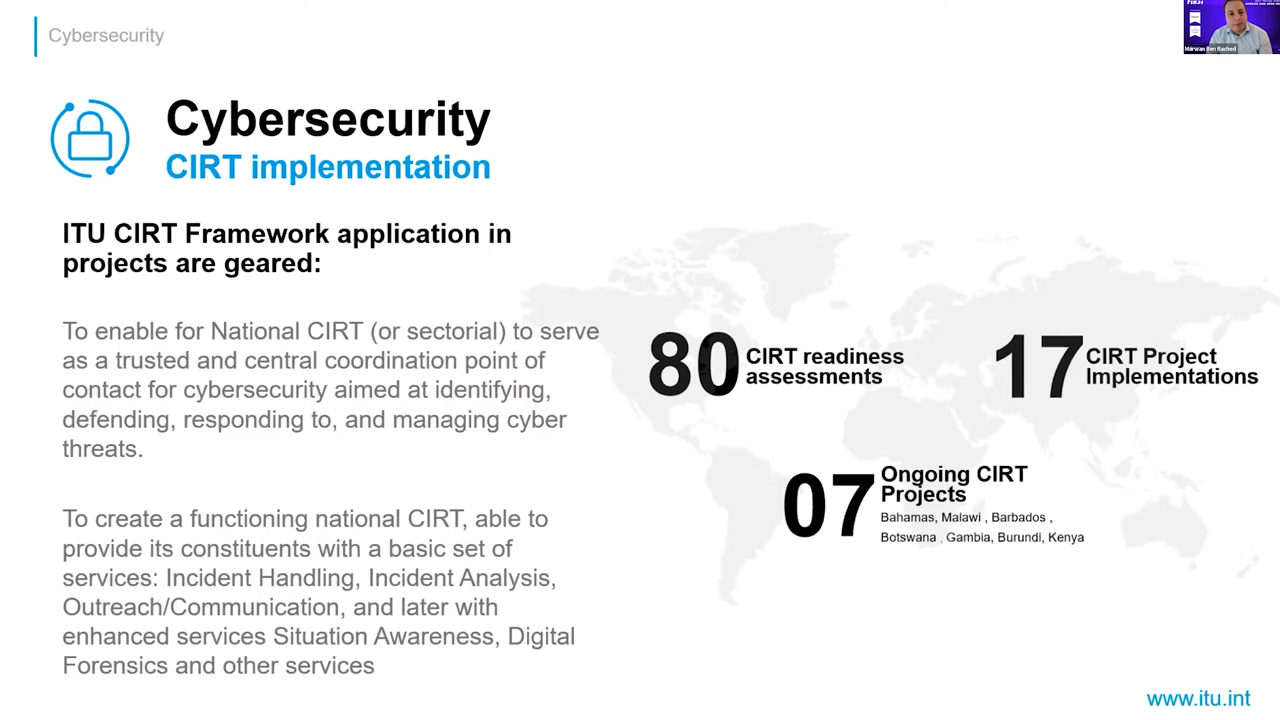 Cybersecurity
Marwan Ben Rached
Cybersecurity
CIRT implementation
ITU CIRT Framework application in
projects are geared:
To enable for National CIRT (or sectorial) to serve
as a trusted and central coordination point of
contact for cybersecurity aimed at identifying,
defending, responding to, and managing cyber
threats.
To create a functioning national CIRT, able to
provide its constituents with a basic set of
services: Incident Handling, Incident Analysis,
Outreach/Communication, and later with
enhanced services Situation Awareness, Digital
Forensics and other services
80 CIRT readiness
assessments
17 CIRT Project
Implementations
07 Ongoing CIRT
Projects
Bahamas, Malawi , Barbados ,
Botswana , Gambia, Burundi, Kenya
www.itu.int